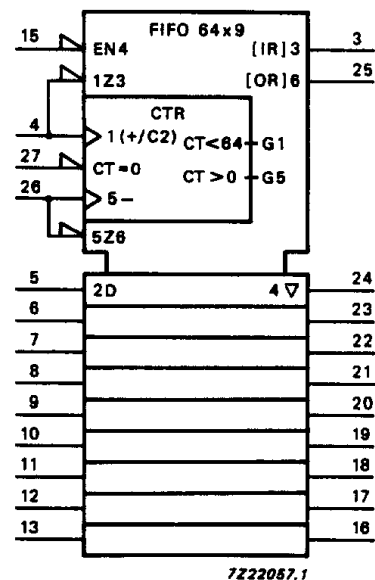 FIFO 64x9
15 EN4 [IR]3 3
1Z3 [OR]6 25
CTR
4 1(+/C2) CT<64 G1
27 CT=0 CT>0 G5
26 5-
5Z6
5 2D 4 ▽ 24
6 23
7 22
8 21
9 20
10 19
11 18
12 17
13 16
7Z22057.1